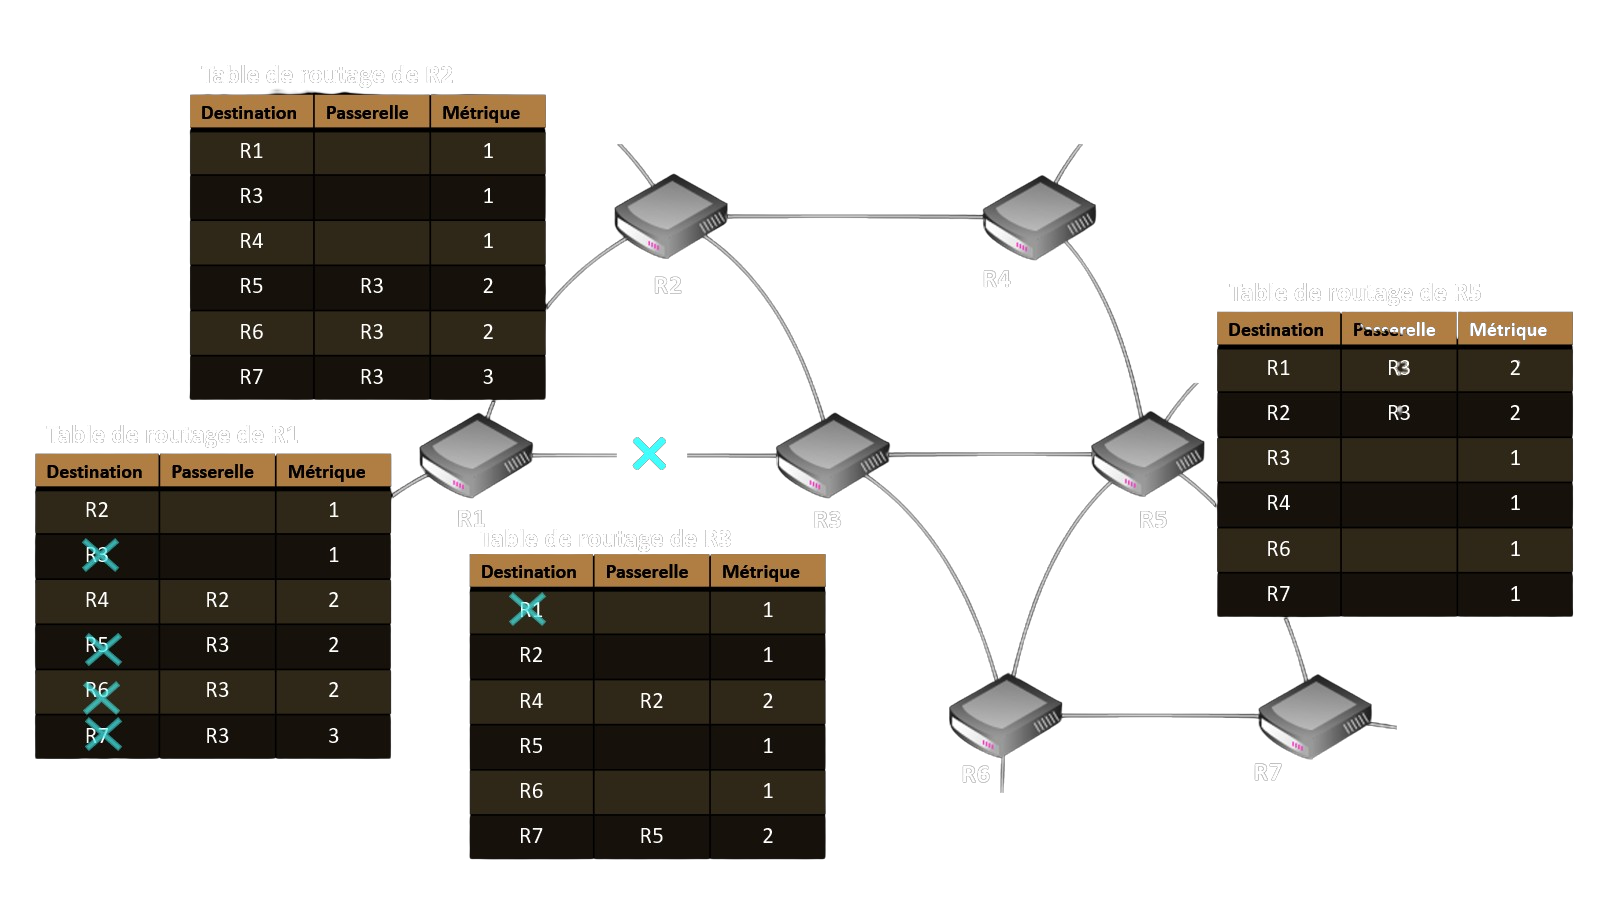 Table de routage de R2
Destination Passerelle Métrique
R1 1
R3 1
R4 1
R5 R3 2
R6 R3 2
R7 R3 3
R2
R4
Table de routage de R5
Destination Passerelle Métrique
R1 R3 2
R2 R3 2
R3 1
R4 1
R6 1
R7 1
Table de routage de R1
Destination Passerelle Métrique
R2 1
R3 1
R4 R2 2
R5 R3 2
R6 R3 2
R7 R3 3
R1
R3
R5
Table de routage de R3
Destination Passerelle Métrique
R1 1
R2 1
R4 R2 2
R5 1
R6 1
R7 R5 2
R6
R7